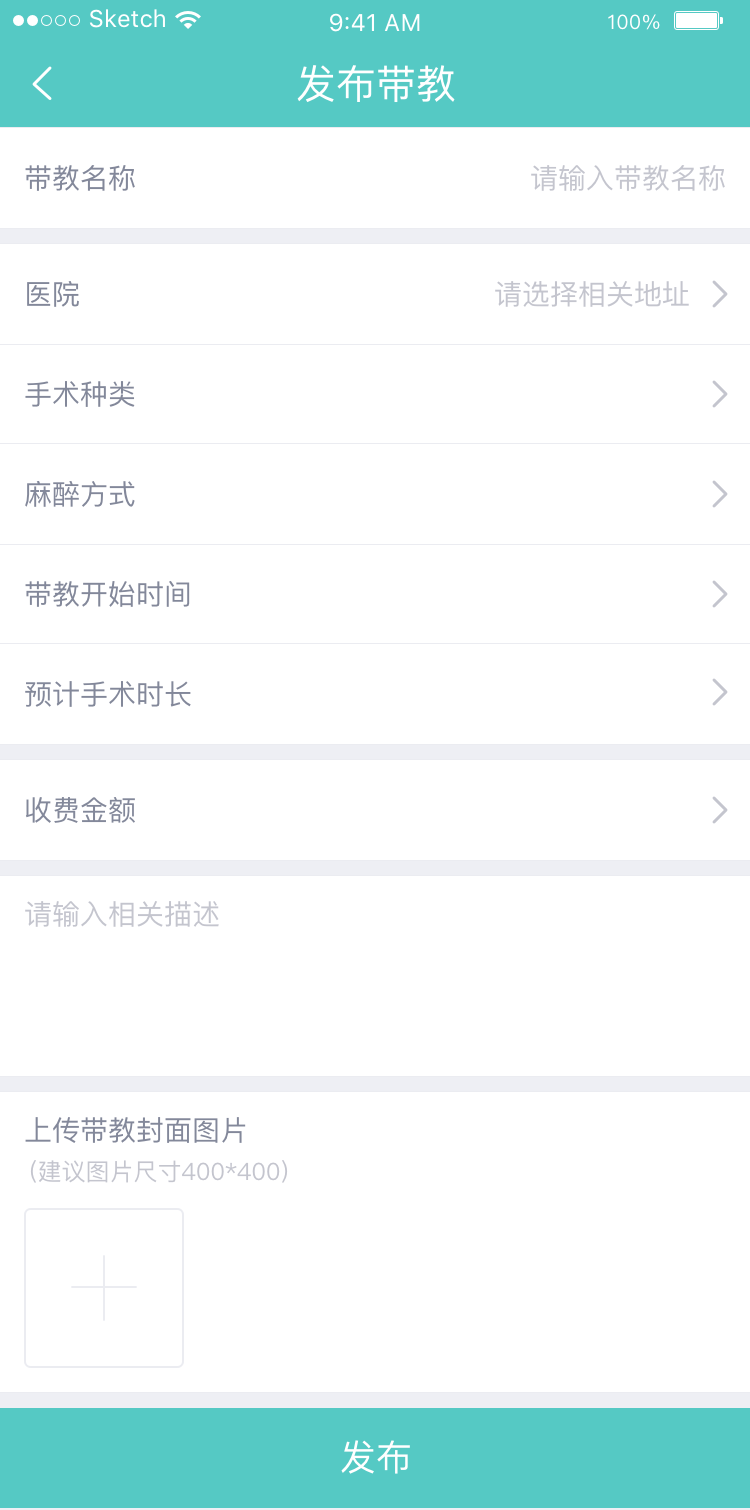 Sketch 9:41 AM 100%
发布带教
带教名称 请输入带教名称
医院 请选择相关地址
手术种类
麻醉方式
带教开始时间
预计手术时长
收费金额
请输入相关描述
上传带教封面图片
(建议图片尺寸400*400)
发布